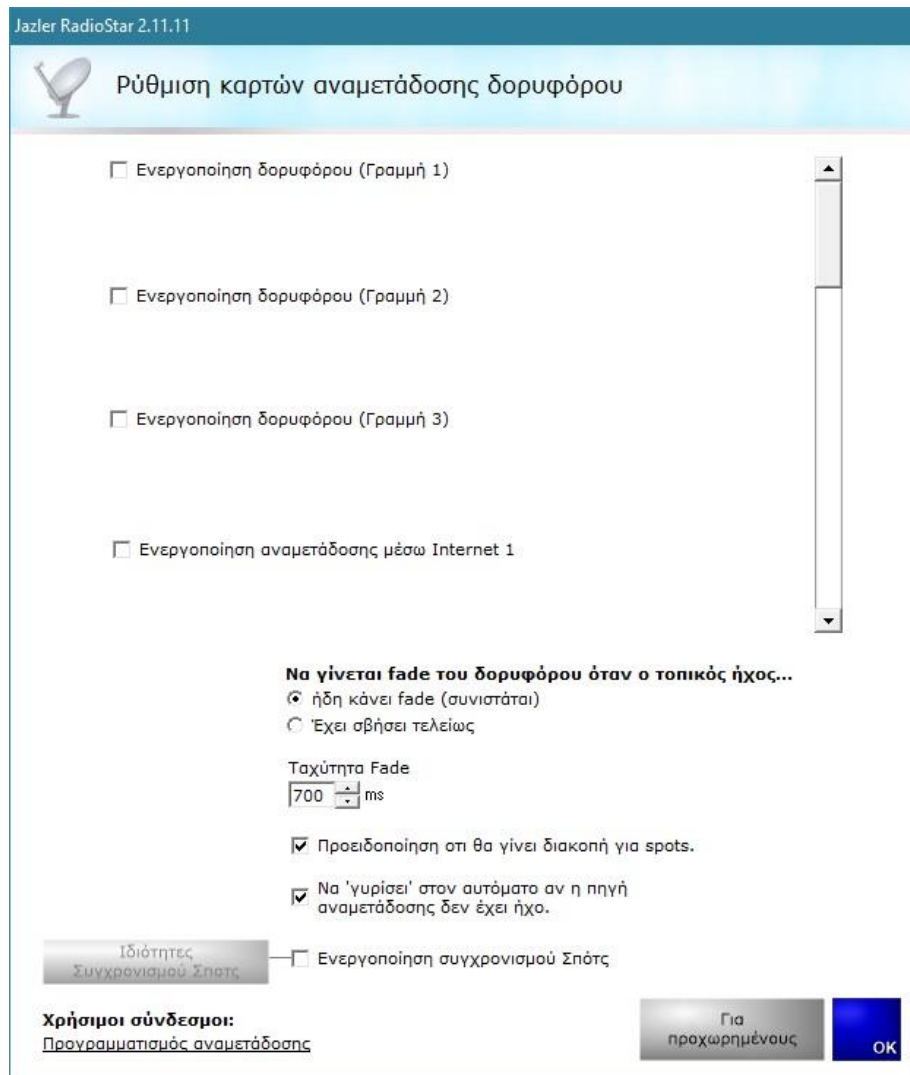 Jazler RadioStar 2.11.11
Ρύθμιση καρτών αναμετάδοσης δορυφόρου
Ενεργοποίηση δορυφόρου (Γραμμή 1)
Ενεργοποίηση δορυφόρου (Γραμμή 2)
Ενεργοποίηση δορυφόρου (Γραμμή 3)
Ενεργοποίηση αναμετάδοσης μέσω Internet 1
Να γίνεται fade του δορυφόρου όταν ο τοπικός ήχος...
ήδη κάνει fade (συνιστάται)
Έχει σβήσει τελείως
Ταχύτητα Fade
700 ms
Προειδοποίηση οτι θα γίνει διακοπή για spots.
Να 'γυρίσει' στον αυτόματο αν η πηγή
αναμετάδοσης δεν έχει ήχο.
Ιδιότητες
Συγχρονισμού Σποτς
Ενεργοποίηση συγχρονισμού Σπότς
Χρήσιμοι σύνδεσμοι:
Προγραμματισμός αναμετάδοσης
Για
προχωρημένους
OK